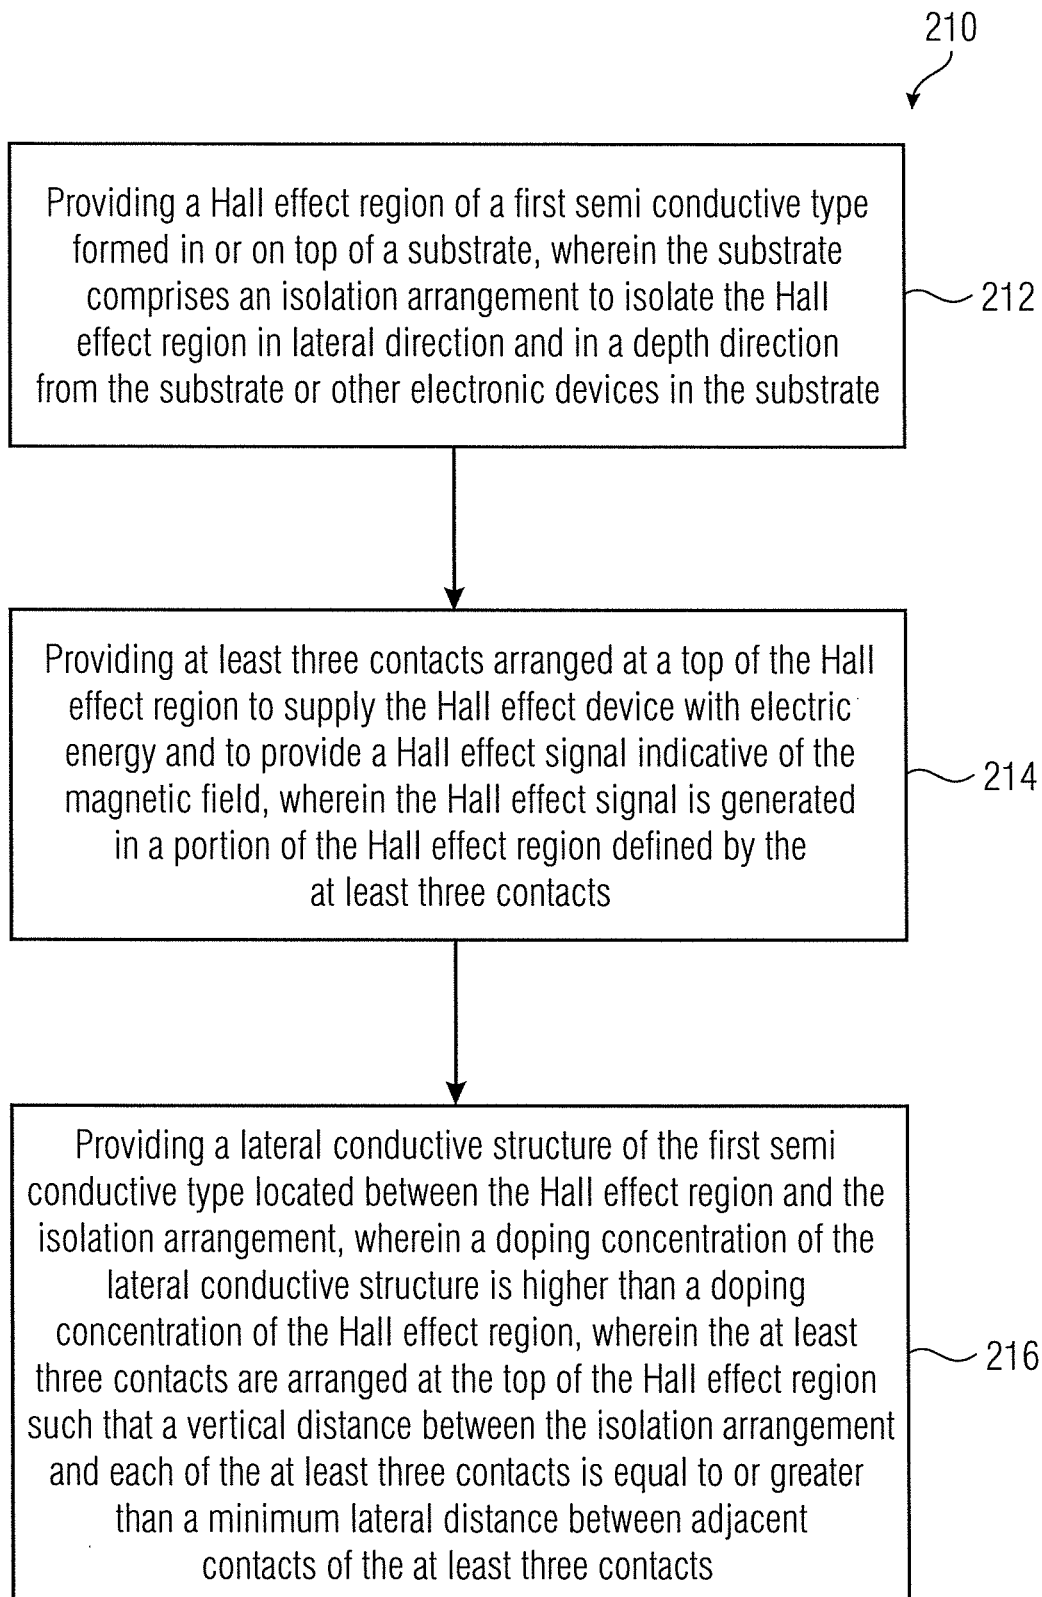 210
Providing a Hall effect region of a first semi conductive type
formed in or on top of a substrate, wherein the substrate
comprises an isolation arrangement to isolate the Hall
effect region in lateral direction and in a depth direction
from the substrate or other electronic devices in the substrate
212
Providing at least three contacts arranged at a top of the Hall
effect region to supply the Hall effect device with electric
energy and to provide a Hall effect signal indicative of the
magnetic field, wherein the Hall effect signal is generated
in a portion of the Hall effect region defined by the
at least three contacts
214
Providing a lateral conductive structure of the first semi
conductive type located between the Hall effect region and the
isolation arrangement, wherein a doping concentration of the
lateral conductive structure is higher than a doping
concentration of the Hall effect region, wherein the at least
three contacts are arranged at the top of the Hall effect region
such that a vertical distance between the isolation arrangement
and each of the at least three contacts is equal to or greater
than a minimum lateral distance between adjacent
contacts of the at least three contacts
216